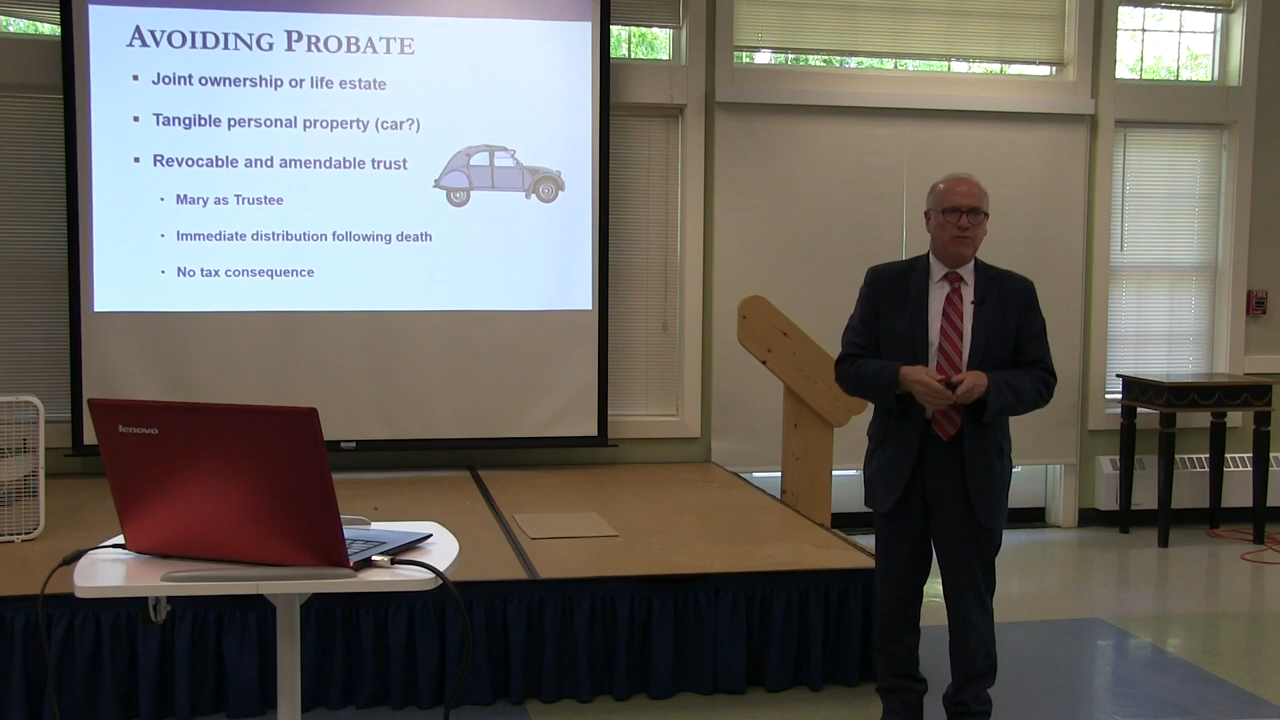 AVOIDING PROBATE
▪ Joint ownership or life estate
▪ Tangible personal property (car?)
▪ Revocable and amendable trust
• Mary as Trustee
• Immediate distribution following death
• No tax consequence
lenovo